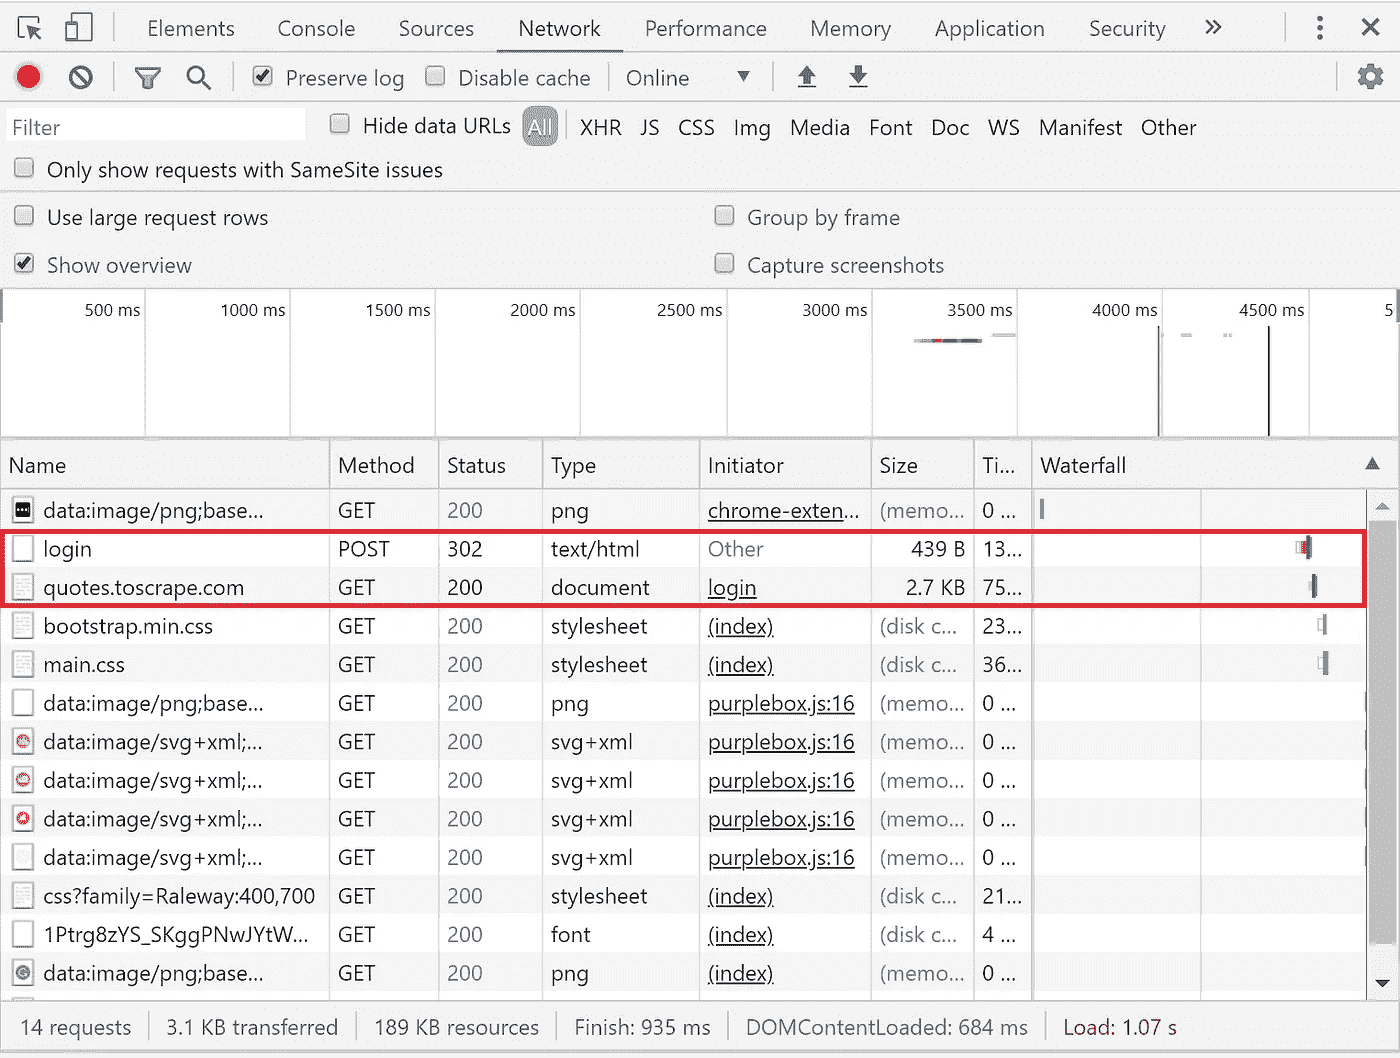 Elements Console Sources Network Performance Memory Application Security »
Preserve log Disable cache Online
Filter Hide data URLs All XHR JS CSS Img Media Font Doc WS Manifest Other
Only show requests with SameSite issues
Use large request rows Group by frame
Show overview Capture screenshots
500 ms 1000 ms 1500 ms 2000 ms 2500 ms 3000 ms 3500 ms 4000 ms 4500 ms 5
Name Method Status Type Initiator Size Ti... Waterfall
data:image/png;base... GET 200 png chrome-exten... (memo... 0 ...
login POST 302 text/html Other 439 B 13...
quotes.toscrape.com GET 200 document login 2.7 KB 75...
bootstrap.min.css GET 200 stylesheet (index) (disk c... 23...
main.css GET 200 stylesheet (index) (disk c... 36...
data:image/png;base... GET 200 png purplebox.js:16 (memo... 0 ...
data:image/svg+xml;... GET 200 svg+xml purplebox.js:16 (memo... 0 ...
data:image/svg+xml;... GET 200 svg+xml purplebox.js:16 (memo... 0 ...
data:image/svg+xml;... GET 200 svg+xml purplebox.js:16 (memo... 0 ...
data:image/svg+xml;... GET 200 svg+xml purplebox.js:16 (memo... 0 ...
css?family=Raleway:400,700 GET 200 stylesheet (index) (disk c... 21...
1Ptrg8zYS_SKggPNwJYtW... GET 200 font (index) (disk c... 4 ...
data:image/png;base... GET 200 png (index) (memo... 0 ...
14 requests 3.1 KB transferred 189 KB resources Finish: 935 ms DOMContentLoaded: 684 ms Load: 1.07 s